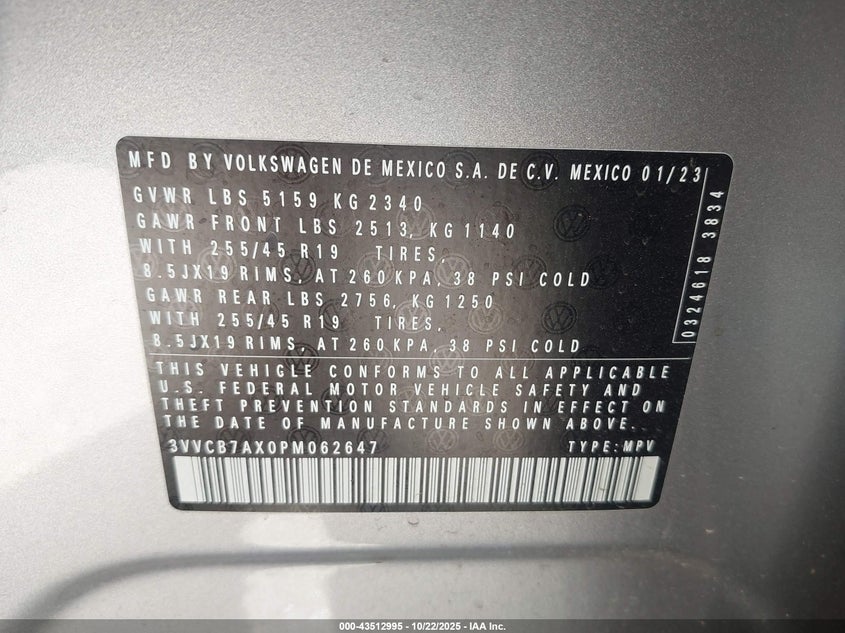 MFD BY VOLKSWAGEN DE MEXICO S.A. DE C.V. MEXICO 01/23
GVWR LBS 5159 KG 2340
GAWR FRONT LBS 2513, KG 1140
WITH 255/45 R19 TIRES,
8.5JX19 RIMS, AT 260 KPA, 38 PSI COLD
GAWR REAR LBS 2756, KG 1250
WITH 255/45 R19 TIRES,
8.5JX19 RIMS, AT 260 KPA, 38 PSI COLD
0324618 3834
THIS VEHICLE CONFORMS TO ALL APPLICABLE
U.S. FEDERAL MOTOR VEHICLE SAFETY AND
THEFT PREVENTION STANDARDS IN EFFECT ON
THE DATE OF MANUFACTURE SHOWN ABOVE.
3VVCB7AX0PM062647 TYPE: MPV
000-43512995 - 10/22/2025 - IAA Inc.